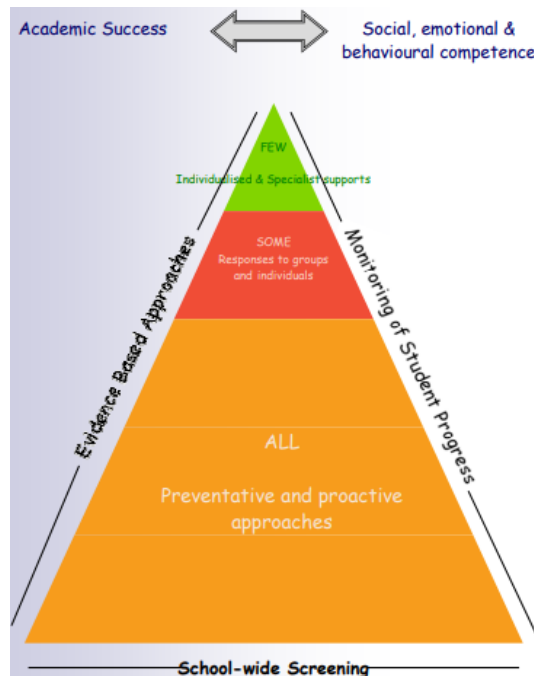 Academic Success
Social, emotional &
behavioural competence
FEW
Individualised & Specialist supports
SOME
Responses to groups
and individuals
Evidence Based Approaches
Monitoring of Student Progress
ALL
Preventative and proactive
approaches
School-wide Screening